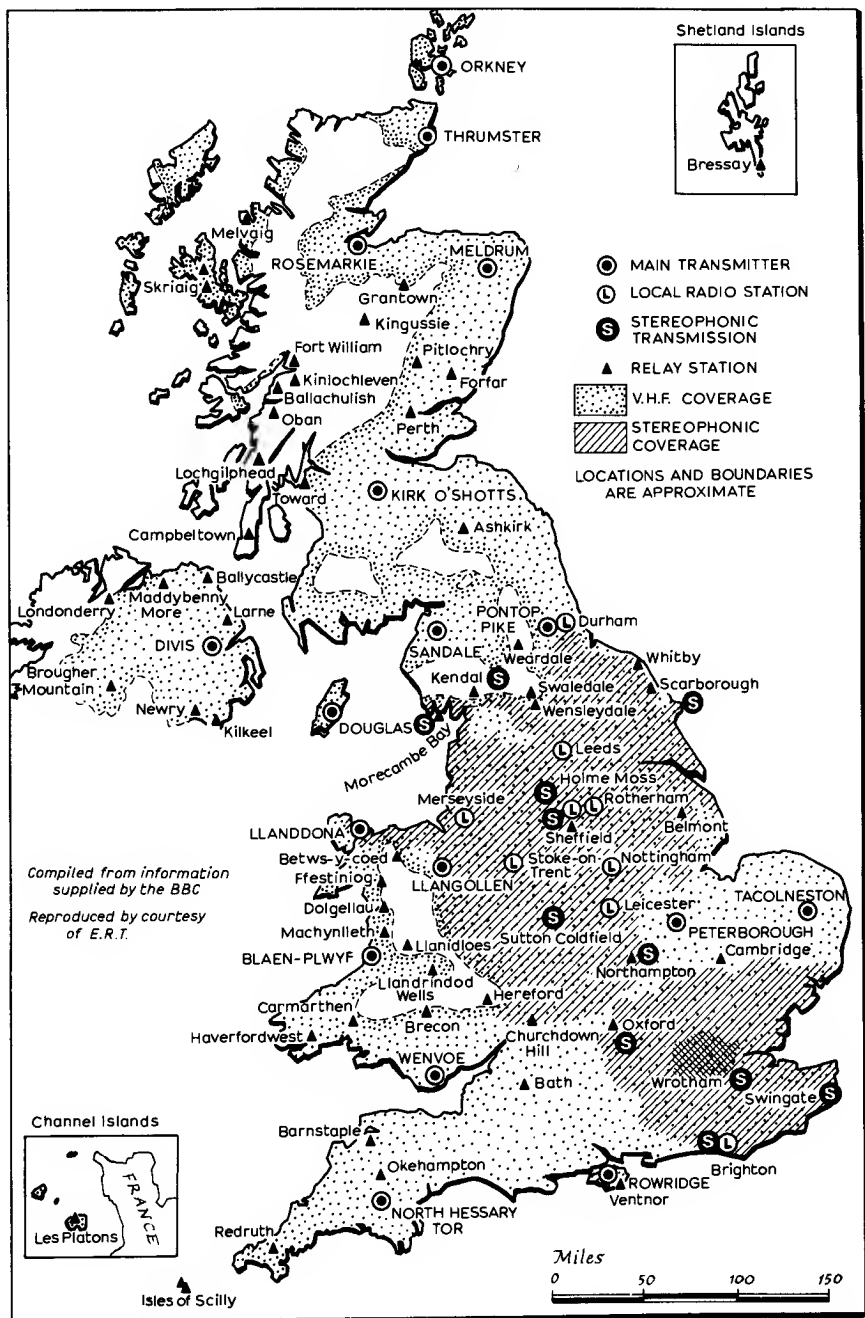 Shetland Islands
Bressay
ORKNEY
THRUMSTER
Melvaig
ROSEMARKIE
MELDRUM
Skriaig
Grantown
Kingussie
Fort William
Pitlochry
Kinlochleven
Forfar
Ballachulish
Oban
Perth
Lochgilphead
Toward
KIRK O'SHOTTS
Campbeltown
Ashkirk
MAIN TRANSMITTER
L
LOCAL RADIO STATION
S
STEREOPHONIC
TRANSMISSION
RELAY STATION
V.H.F. COVERAGE
STEREOPHONIC
COVERAGE
LOCATIONS AND BOUNDARIES
ARE APPROXIMATE
Ballycastle
Londonderry
Maddybenny
More
Larne
DIVIS
Brougher
Mountain
Newry
Kilkeel
PONTOP
PIKE
L
Durham
SANDALE
Weardale
Whitby
Kendal
S
Swaledale
Scarborough
S
Wensleydale
DOUGLAS
S
Morecambe Bay
L
Leeds
Holme Moss
S
Merseyside
L
Rotherham
L
S
L
Sheffield
Belmont
LLANDDONA
Betws-y-coed
Ffestiniog
LLANGOLLEN
L
Stoke-on-
Trent
L
Nottingham
Dolgellau
L
Leicester
TACOLNESTON
Machynlleth
S
Sutton Coldfield
PETERBOROUGH
Llanidloes
S
Cambridge
BLAEN-PLWYF
Northampton
Llandrindod
Wells
Hereford
Carmarthen
Brecon
Churchdown
Hill
Oxford
S
Haverfordwest
WENVOE
Bath
Wrotham
S
Swingate
S
Barnstaple
S
L
Brighton
Okehampton
ROWRIDGE
Ventnor
NORTH HESSARY
TOR
Redruth
Isles of Scilly
Compiled from information
supplied by the BBC
Reproduced by courtesy
of E.R.T.
Channel Islands
FRANCE
Les Platons
Miles
0 50 100 150